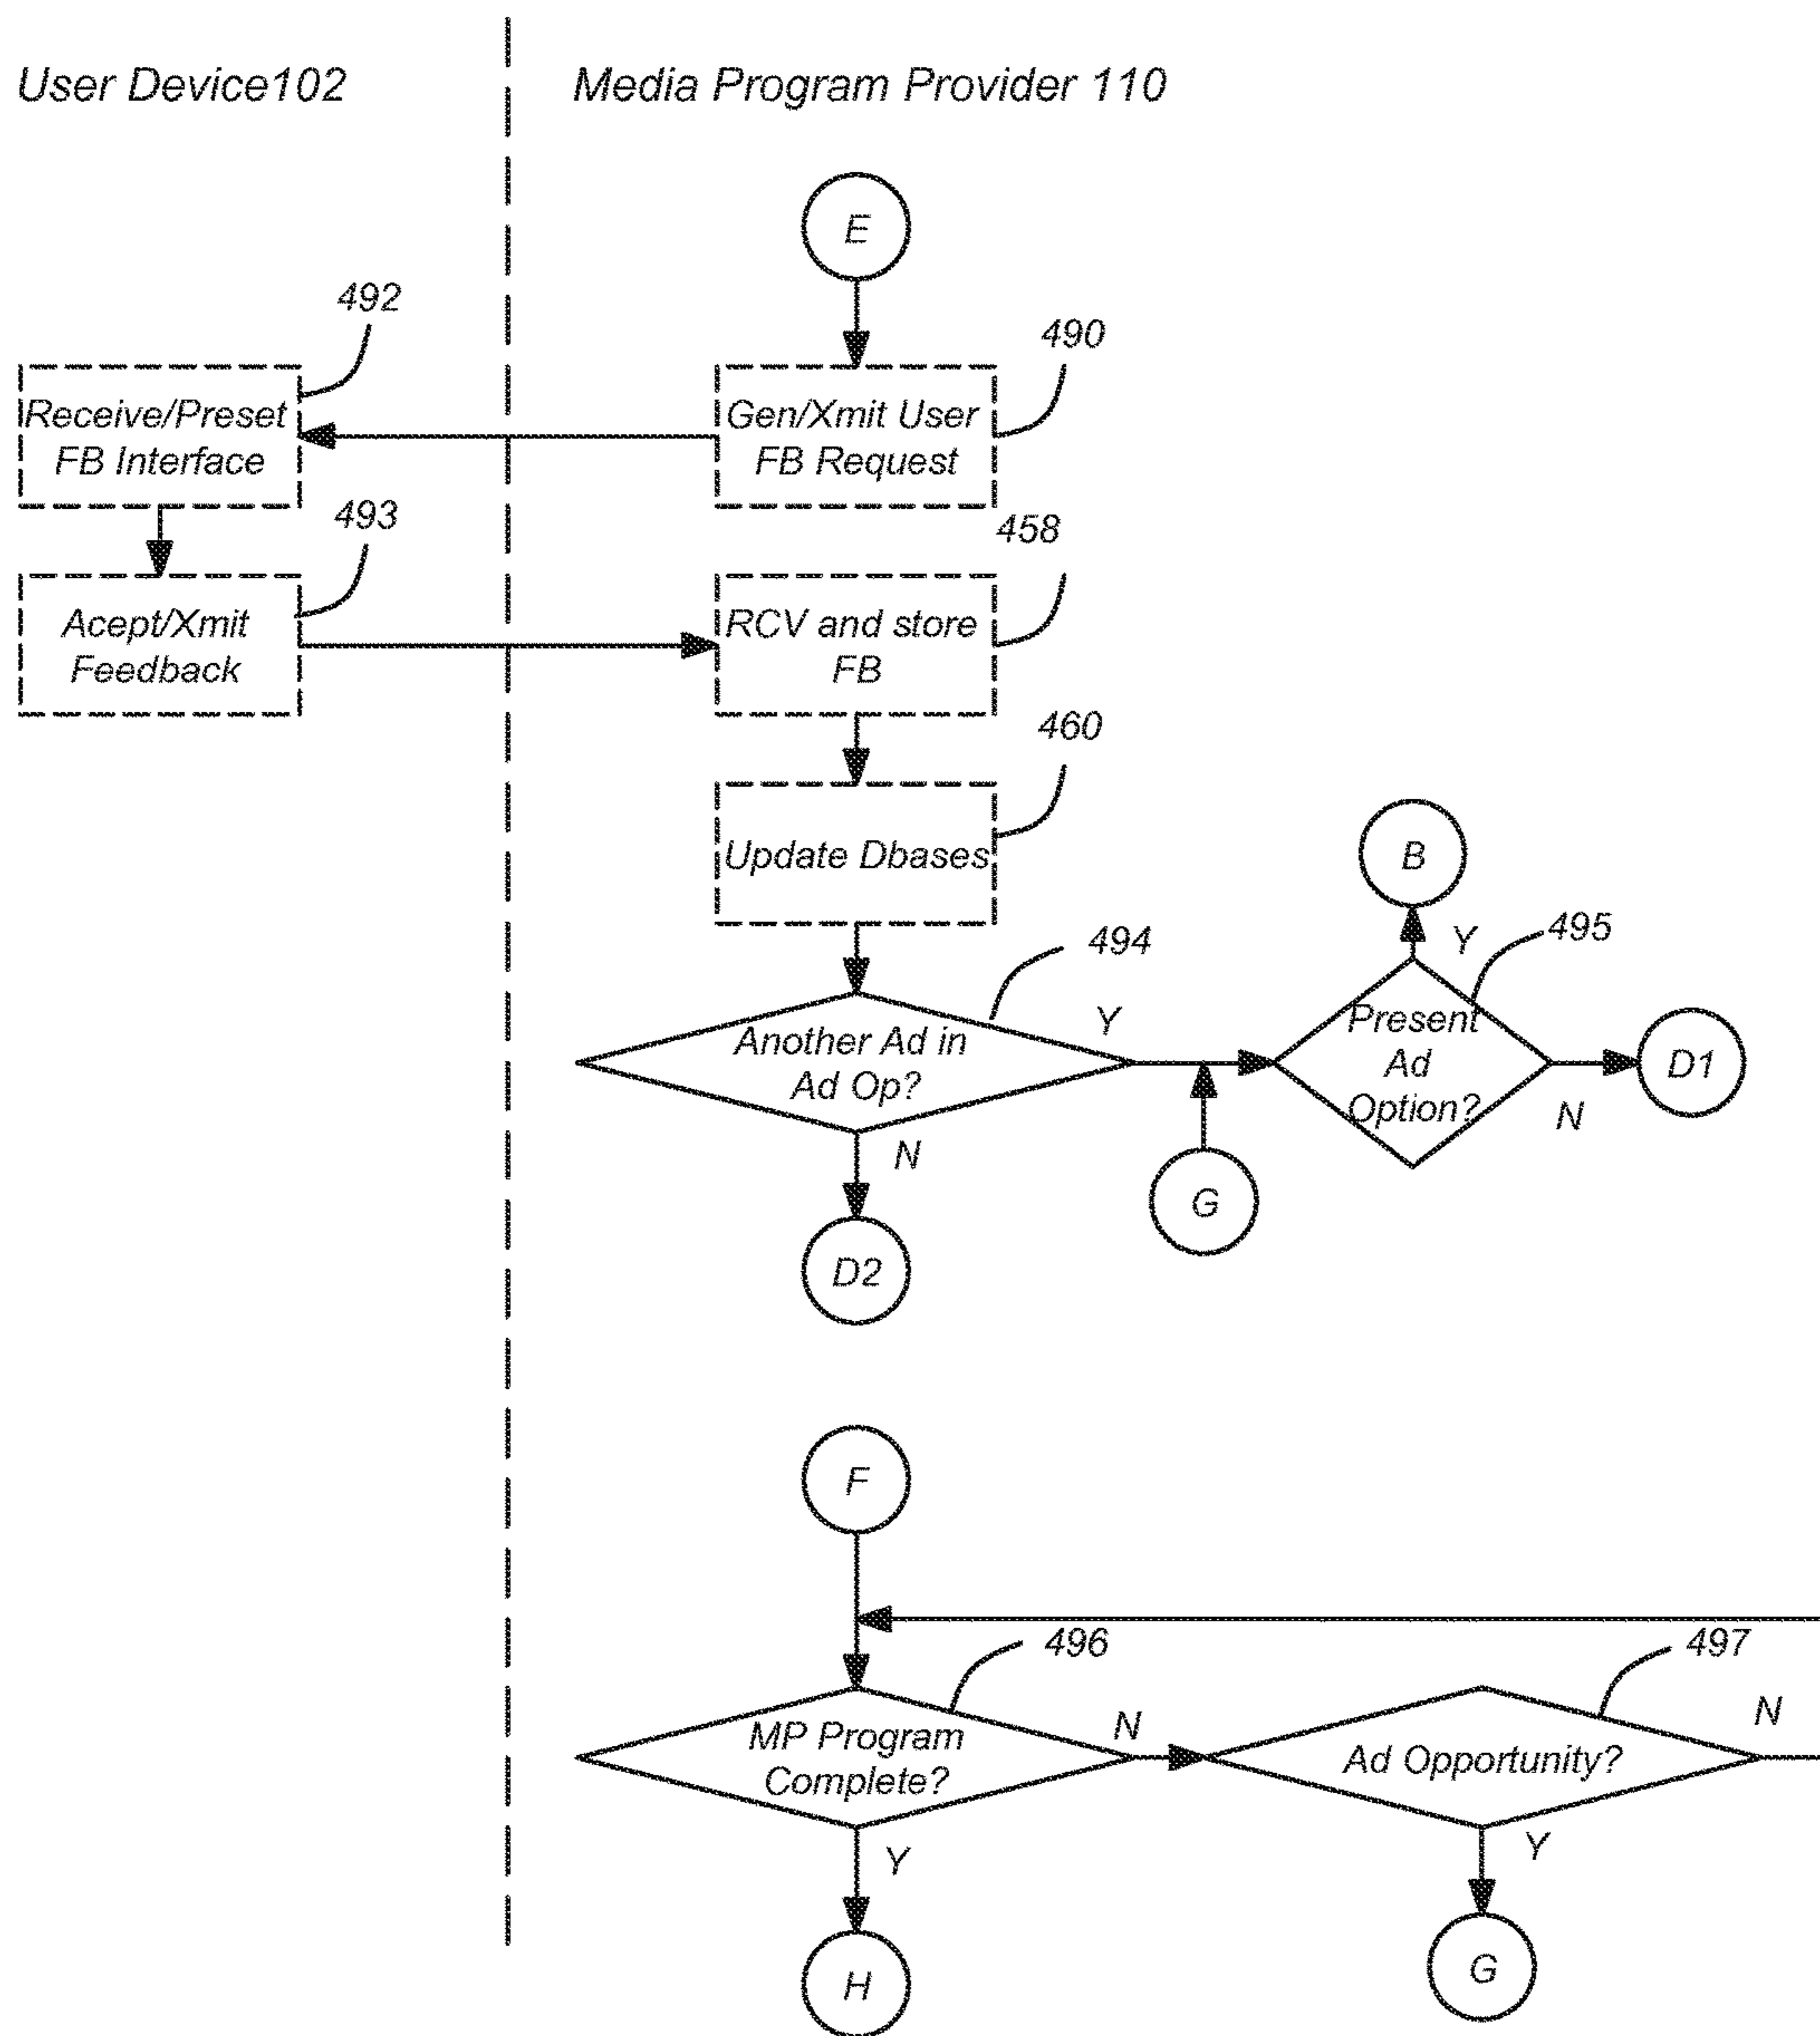 User Device102
Media Program Provider 110
E
492
490
Receive/Preset
FB Interface
Gen/Xmit User
FB Request
493
458
Acept/Xmit
Feedback
RCV and store
FB
460
Update Dbases
B
494
Y
495
Another Ad in
Ad Op?
Y
Present
Ad
Option?
D1
N
N
G
D2
F
496
497
MP Program
Complete?
N
Ad Opportunity?
N
Y
Y
H
G